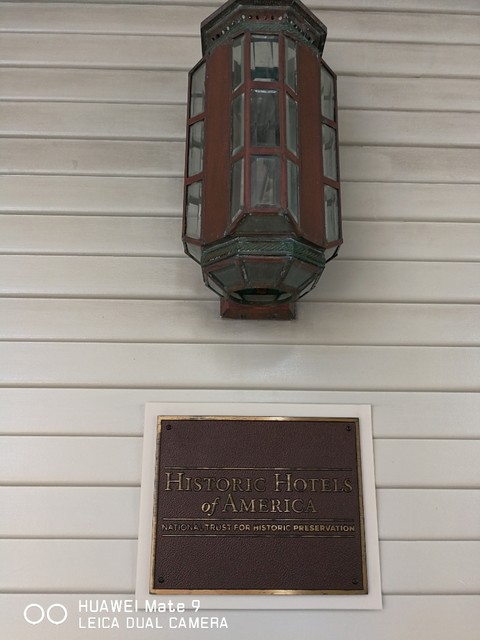 HISTORIC HOTELS
of AMERICA
NATIONAL TRUST FOR HISTORIC PRESERVATION
HUAWEI Mate 9
LEICA DUAL CAMERA